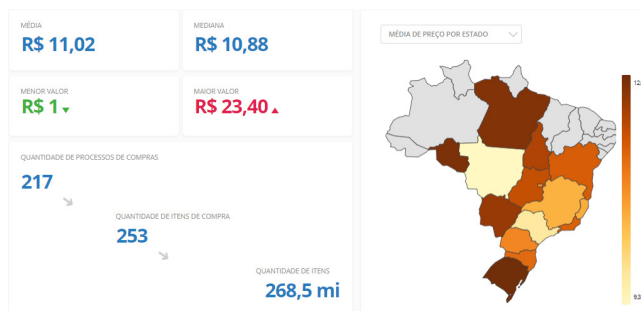 MÉDIA
R$ 11,02
MEDIANA
R$ 10,88
MENOR VALOR
R$ 1
MAIOR VALOR
R$ 23,40
QUANTIDADE DE PROCESSOS DE COMPRAS
217
QUANTIDADE DE ITENS DE COMPRA
253
QUANTIDADE DE ITENS
268,5 mi
MÉDIA DE PREÇO POR ESTADO